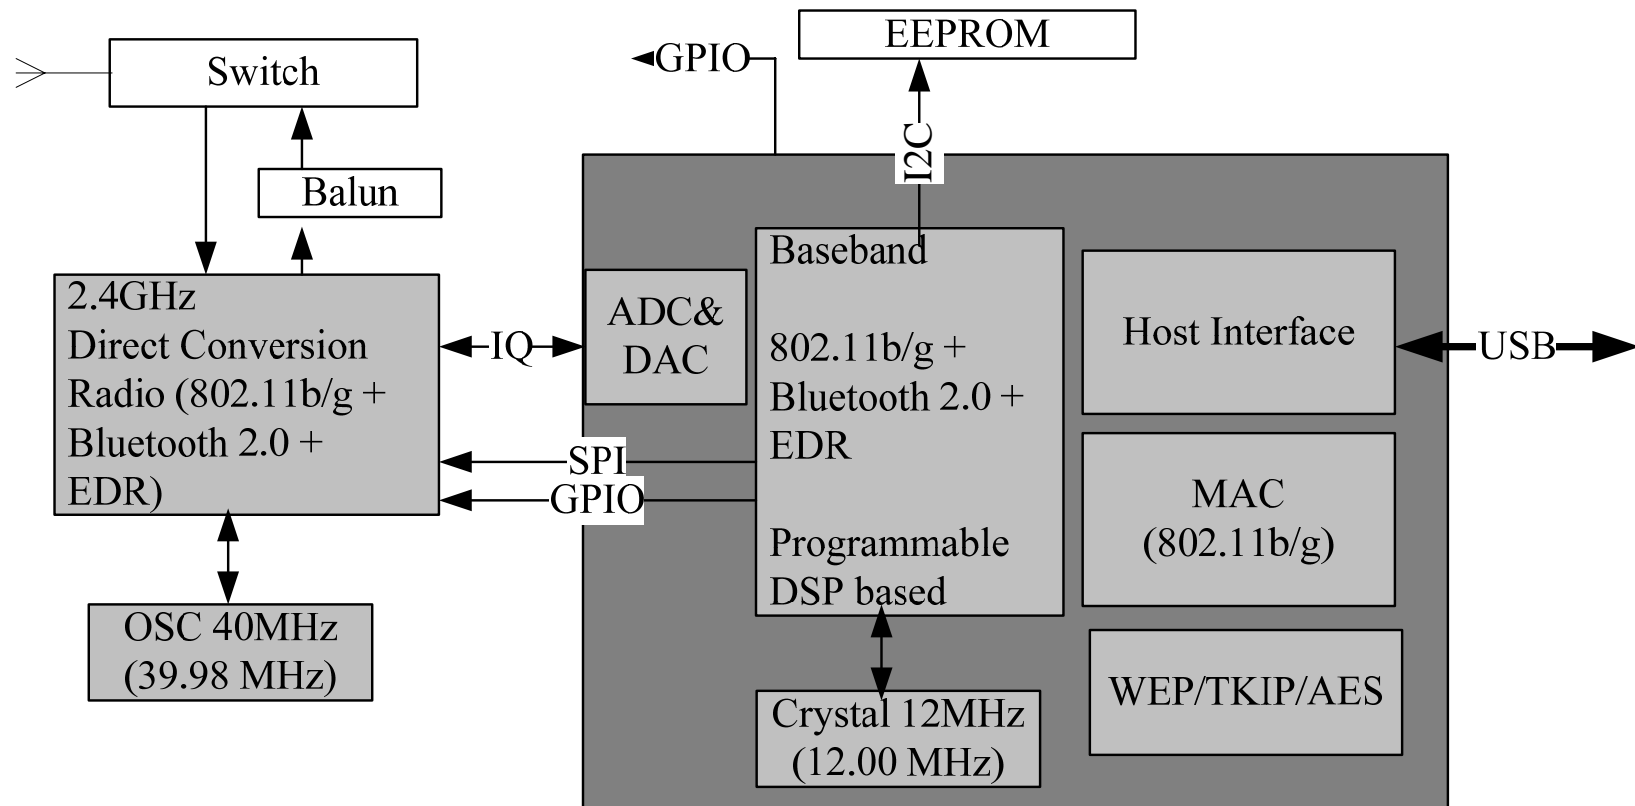 EEPROM
GPIO
Switch
I2C
Balun
Baseband
802.11b/g +
Bluetooth 2.0 +
EDR
Programmable
DSP based
2.4GHz
Direct Conversion
Radio (802.11b/g +
Bluetooth 2.0 +
EDR)
IQ
ADC&
DAC
Host Interface
USB
SPI
GPIO
MAC
(802.11b/g)
OSC 40MHz
(39.98 MHz)
WEP/TKIP/AES
Crystal 12MHz
(12.00 MHz)